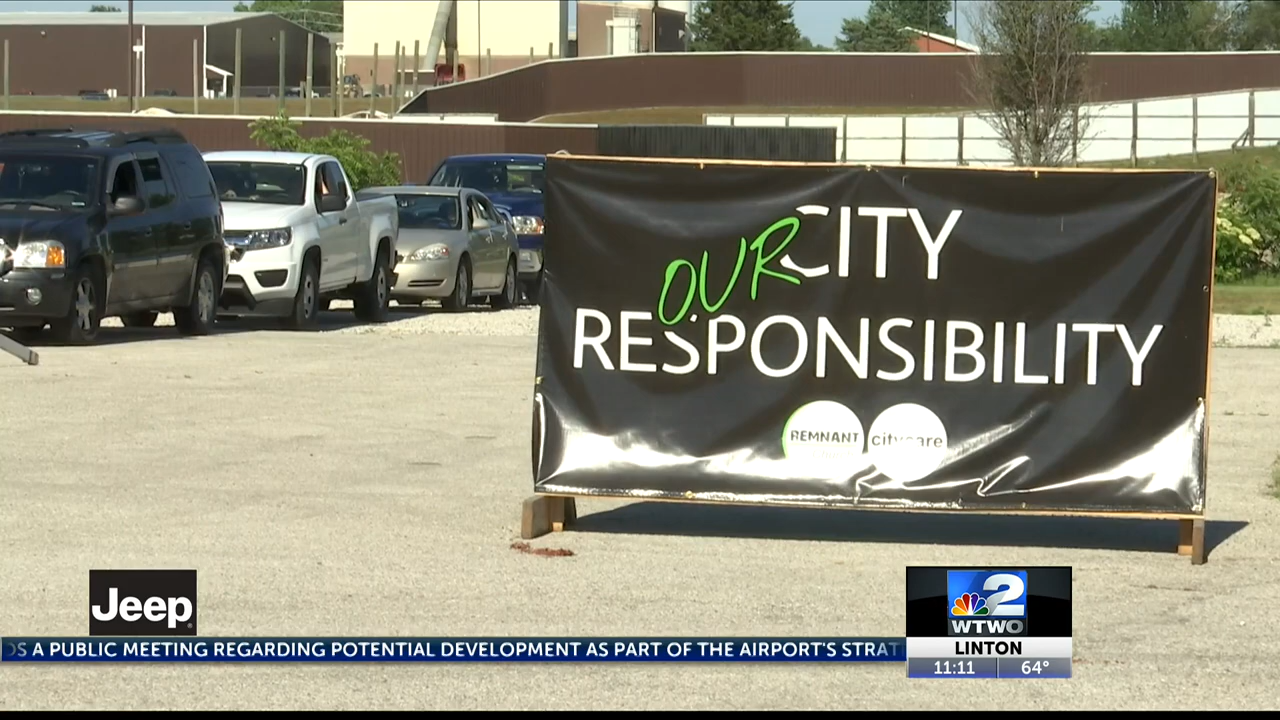 OUR CITY
RESPONSIBILITY
REMNANT
citycare
Jeep
2
WTWO
S A PUBLIC MEETING REGARDING POTENTIAL DEVELOPMENT AS PART OF THE AIRPORT'S STRAT
LINTON
11:11 64°